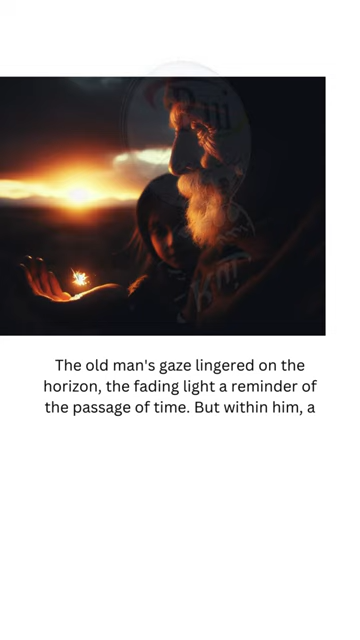 The old man's gaze lingered on the
horizon, the fading light a reminder of
the passage of time. But within him, a